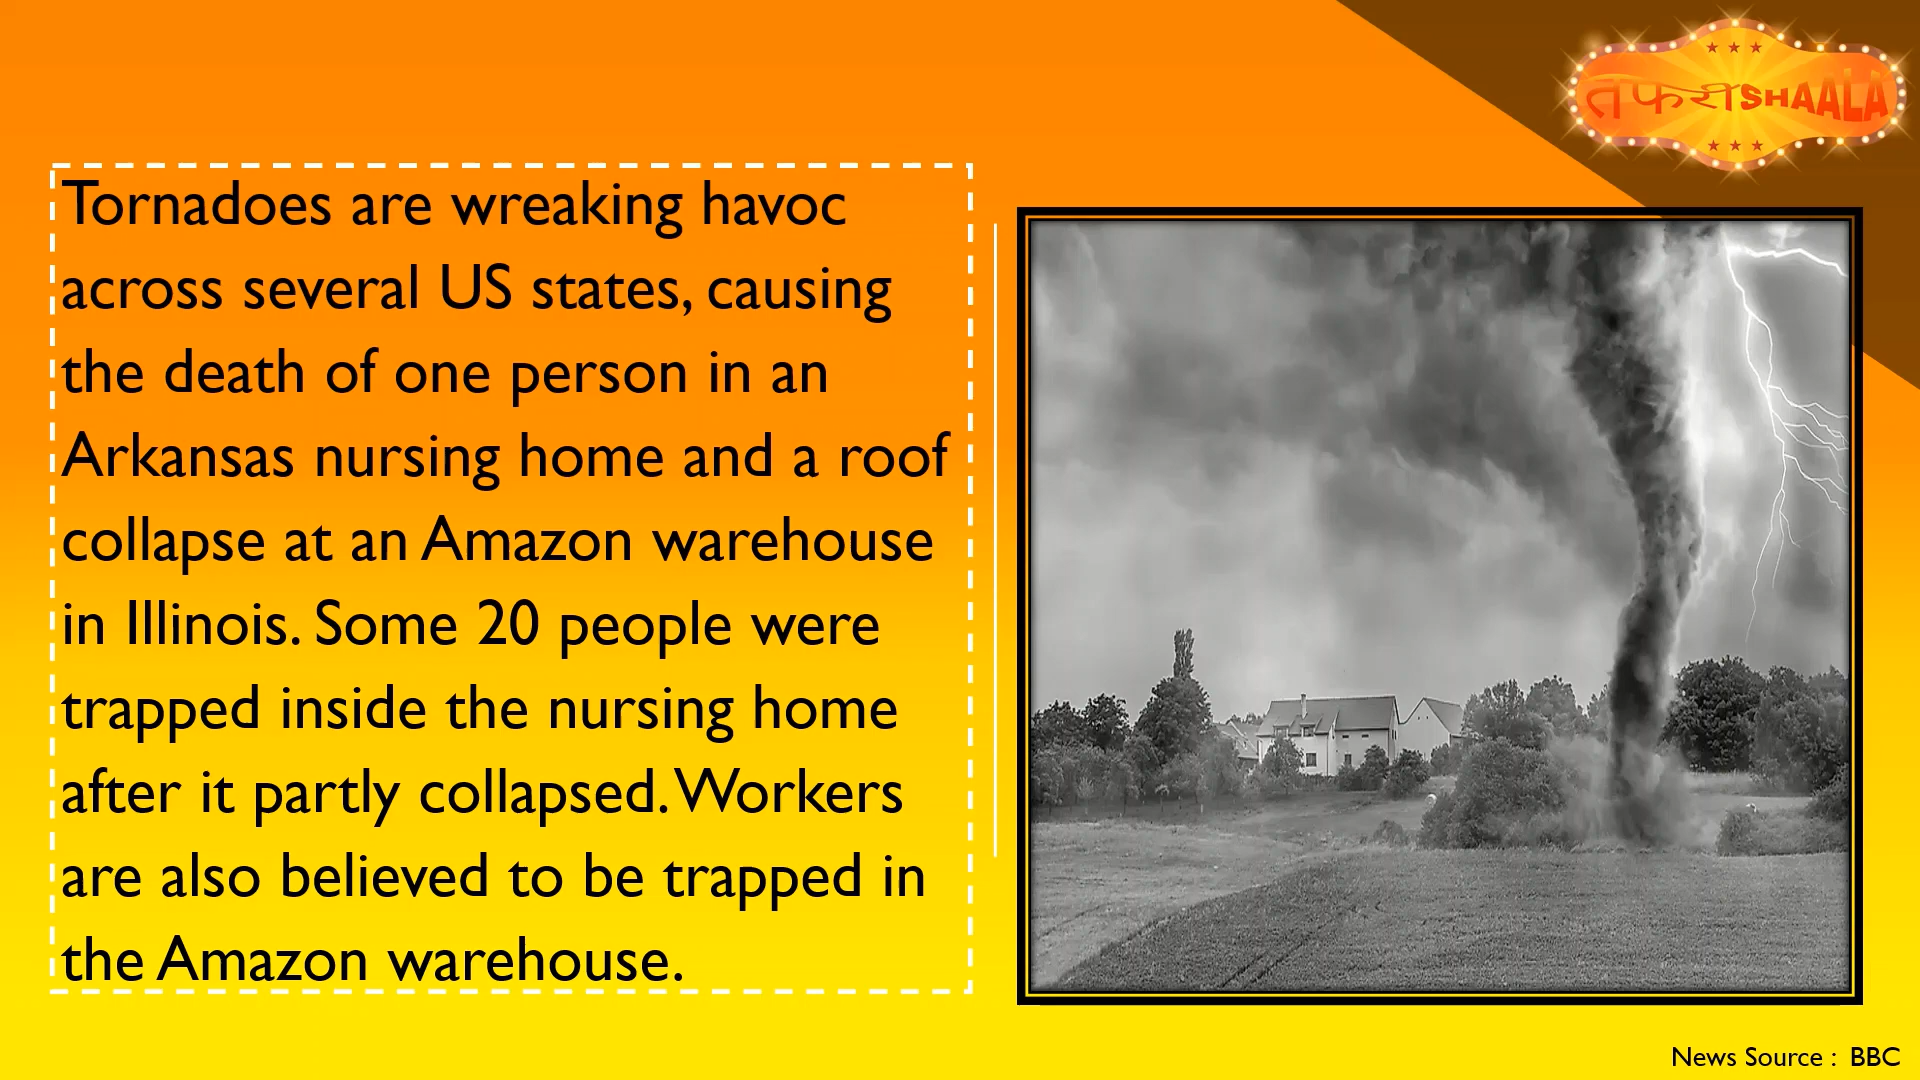 तफरीSHAALA
Tornadoes are wreaking havoc
across several US states, causing
the death of one person in an
Arkansas nursing home and a roof
collapse at an Amazon warehouse
in Illinois. Some 20 people were
trapped inside the nursing home
after it partly collapsed. Workers
are also believed to be trapped in
the Amazon warehouse.
News Source : BBC